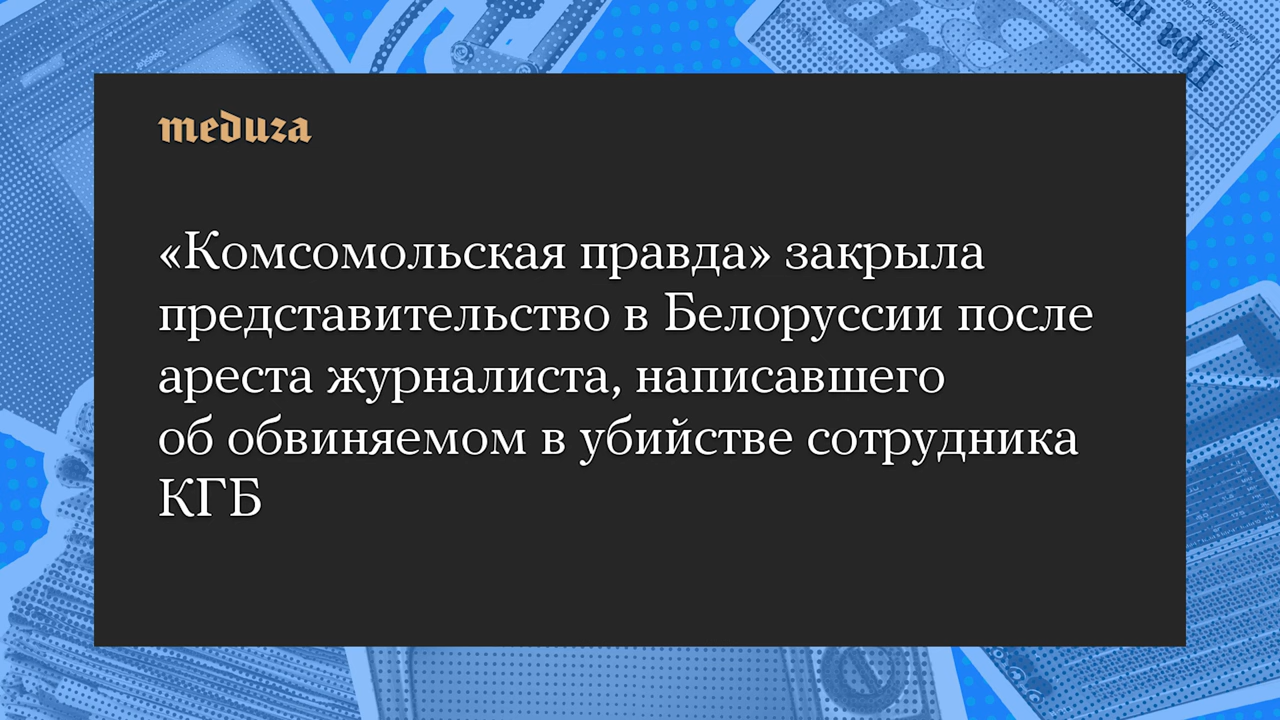 meduza
«Комсомольская правда» закрыла
представительство в Белоруссии после
ареста журналиста, написавшего
об обвиняемом в убийстве сотрудника
КГБ